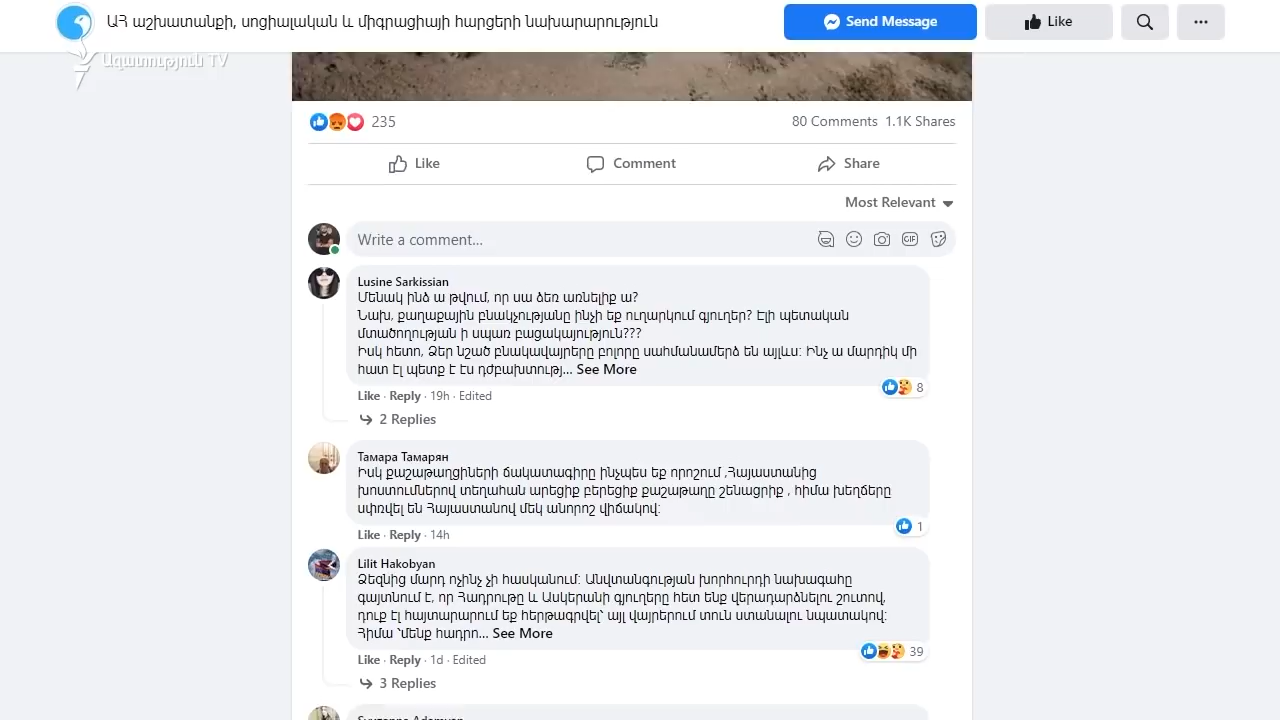 ԱՀ աշխատանքի, սոցիալական և միգրացիայի հարցերի նախարարություն
Send Message
Like
Ազատություն TV
235
80 Comments 1.1K Shares
Like
Comment
Share
Most Relevant
Write a comment...
GIF
Lusine Sarkissian
Մենակ ինձ ա թվում, որ սա ձեռ առնելիք ա?
Նախ, քաղաքային բնակչությանը ինչի եք ուղարկում գյուղեր? Էլի պետական
մտածողության ի սպառ բացակայություն???
Իսկ հետո, Ձեր նշած բնակավայրերը բոլորը սահմանամերձ են այլևս: Ինչ ա մարդիկ մի
հատ էլ պետք է էս դժբախտությ... See More
8
Like · Reply · 19h · Edited
2 Replies
Тамара Тамарян
Իսկ քաշաթաղցիների ճակատագիրը ինչպես եք որոշում ,Հայաստանից
խոստումներով տեղահան արեցիք բերեցիք քաշաթաղը շենացրիք , հիմա խեղճերը
սփռվել են Հայաստանով մեկ անորոշ վիճակով:
1
Like · Reply · 14h
Lilit Hakobyan
Ձեզնից մարդ ոչինչ չի հասկանում: Անվտանգության խորհուրդի նախագահը
գայտնում է, որ Հադրութը և Ասկերանի գյուղերը հետ ենք վերադարձնելու շուտով,
դուք էլ հայտարարում եք հերթագրվել՝ այլ վայրերում տուն ստանալու նպատակով:
Հիմա ՝մենք հադրո... See More
39
Like · Reply · 1d · Edited
3 Replies